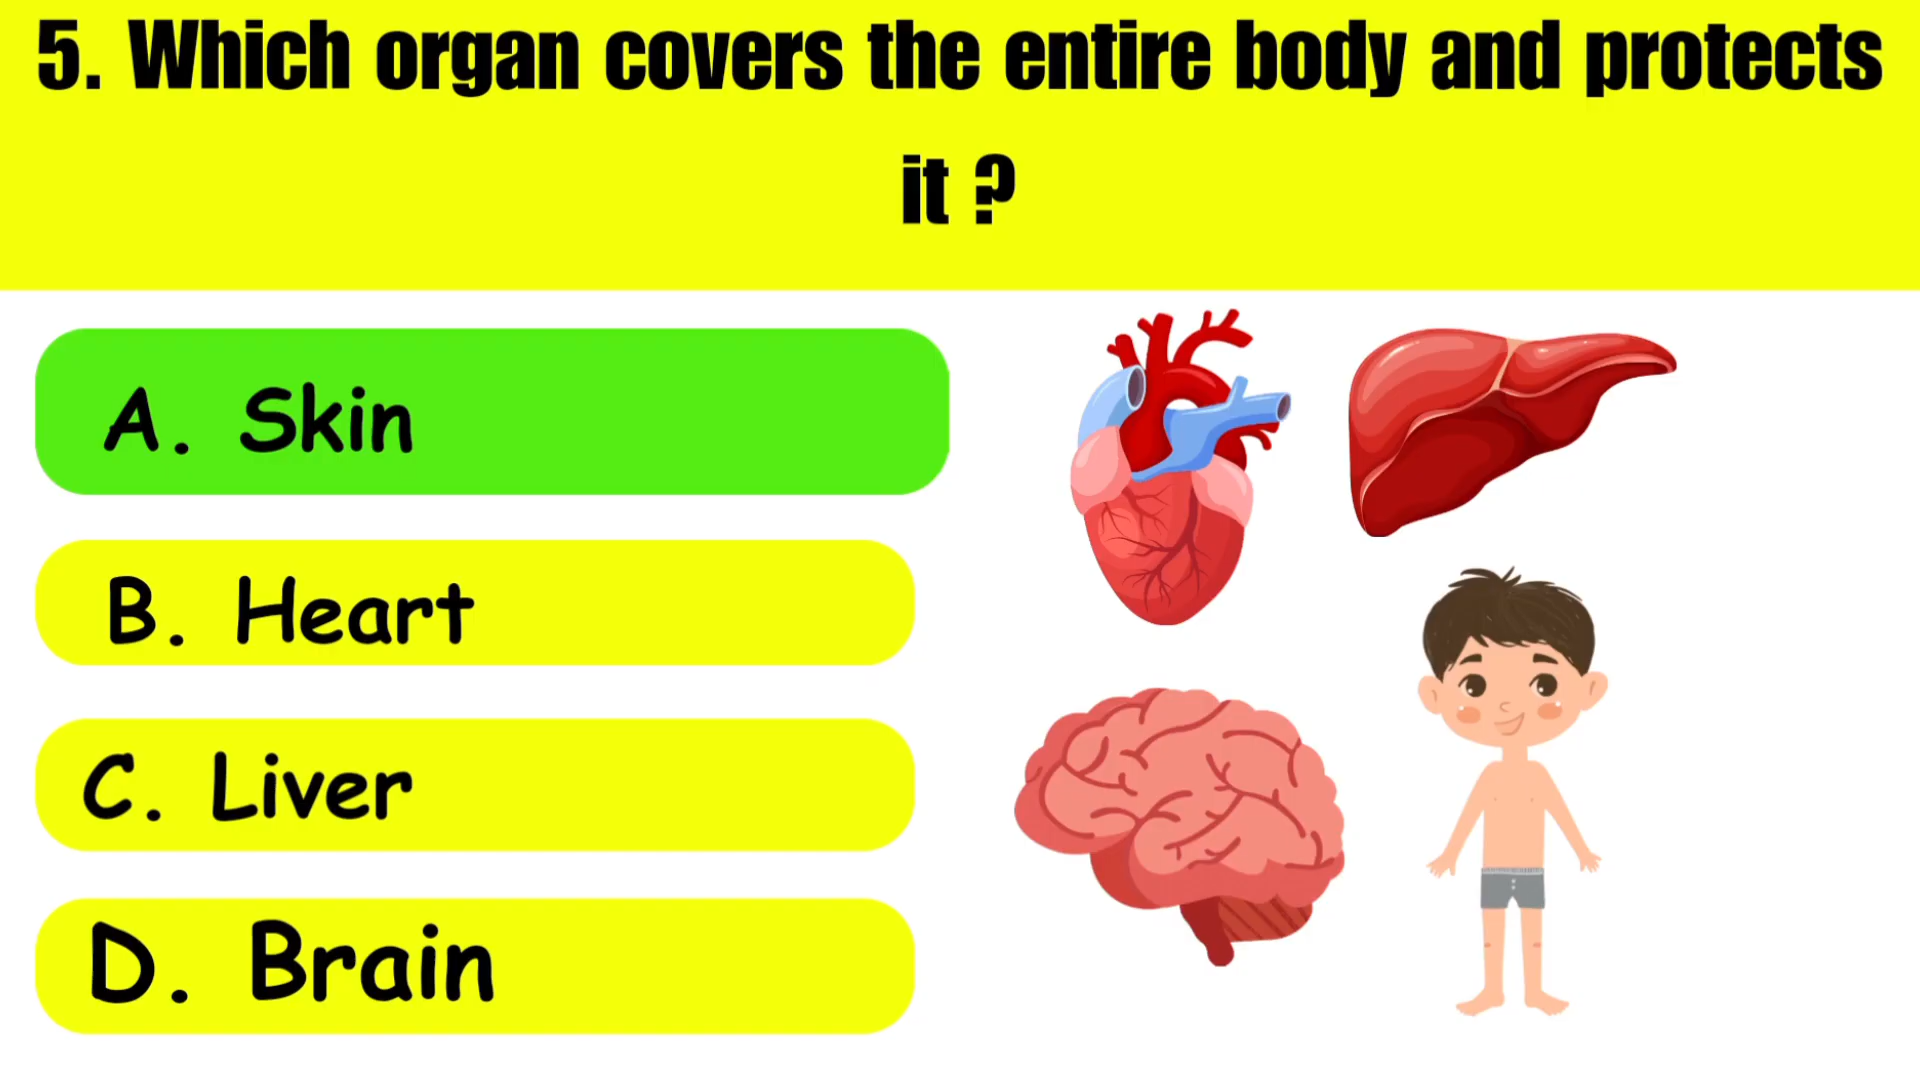 5. Which organ covers the entire body and protects
it ?
A. Skin
B. Heart
C. Liver
D. Brain